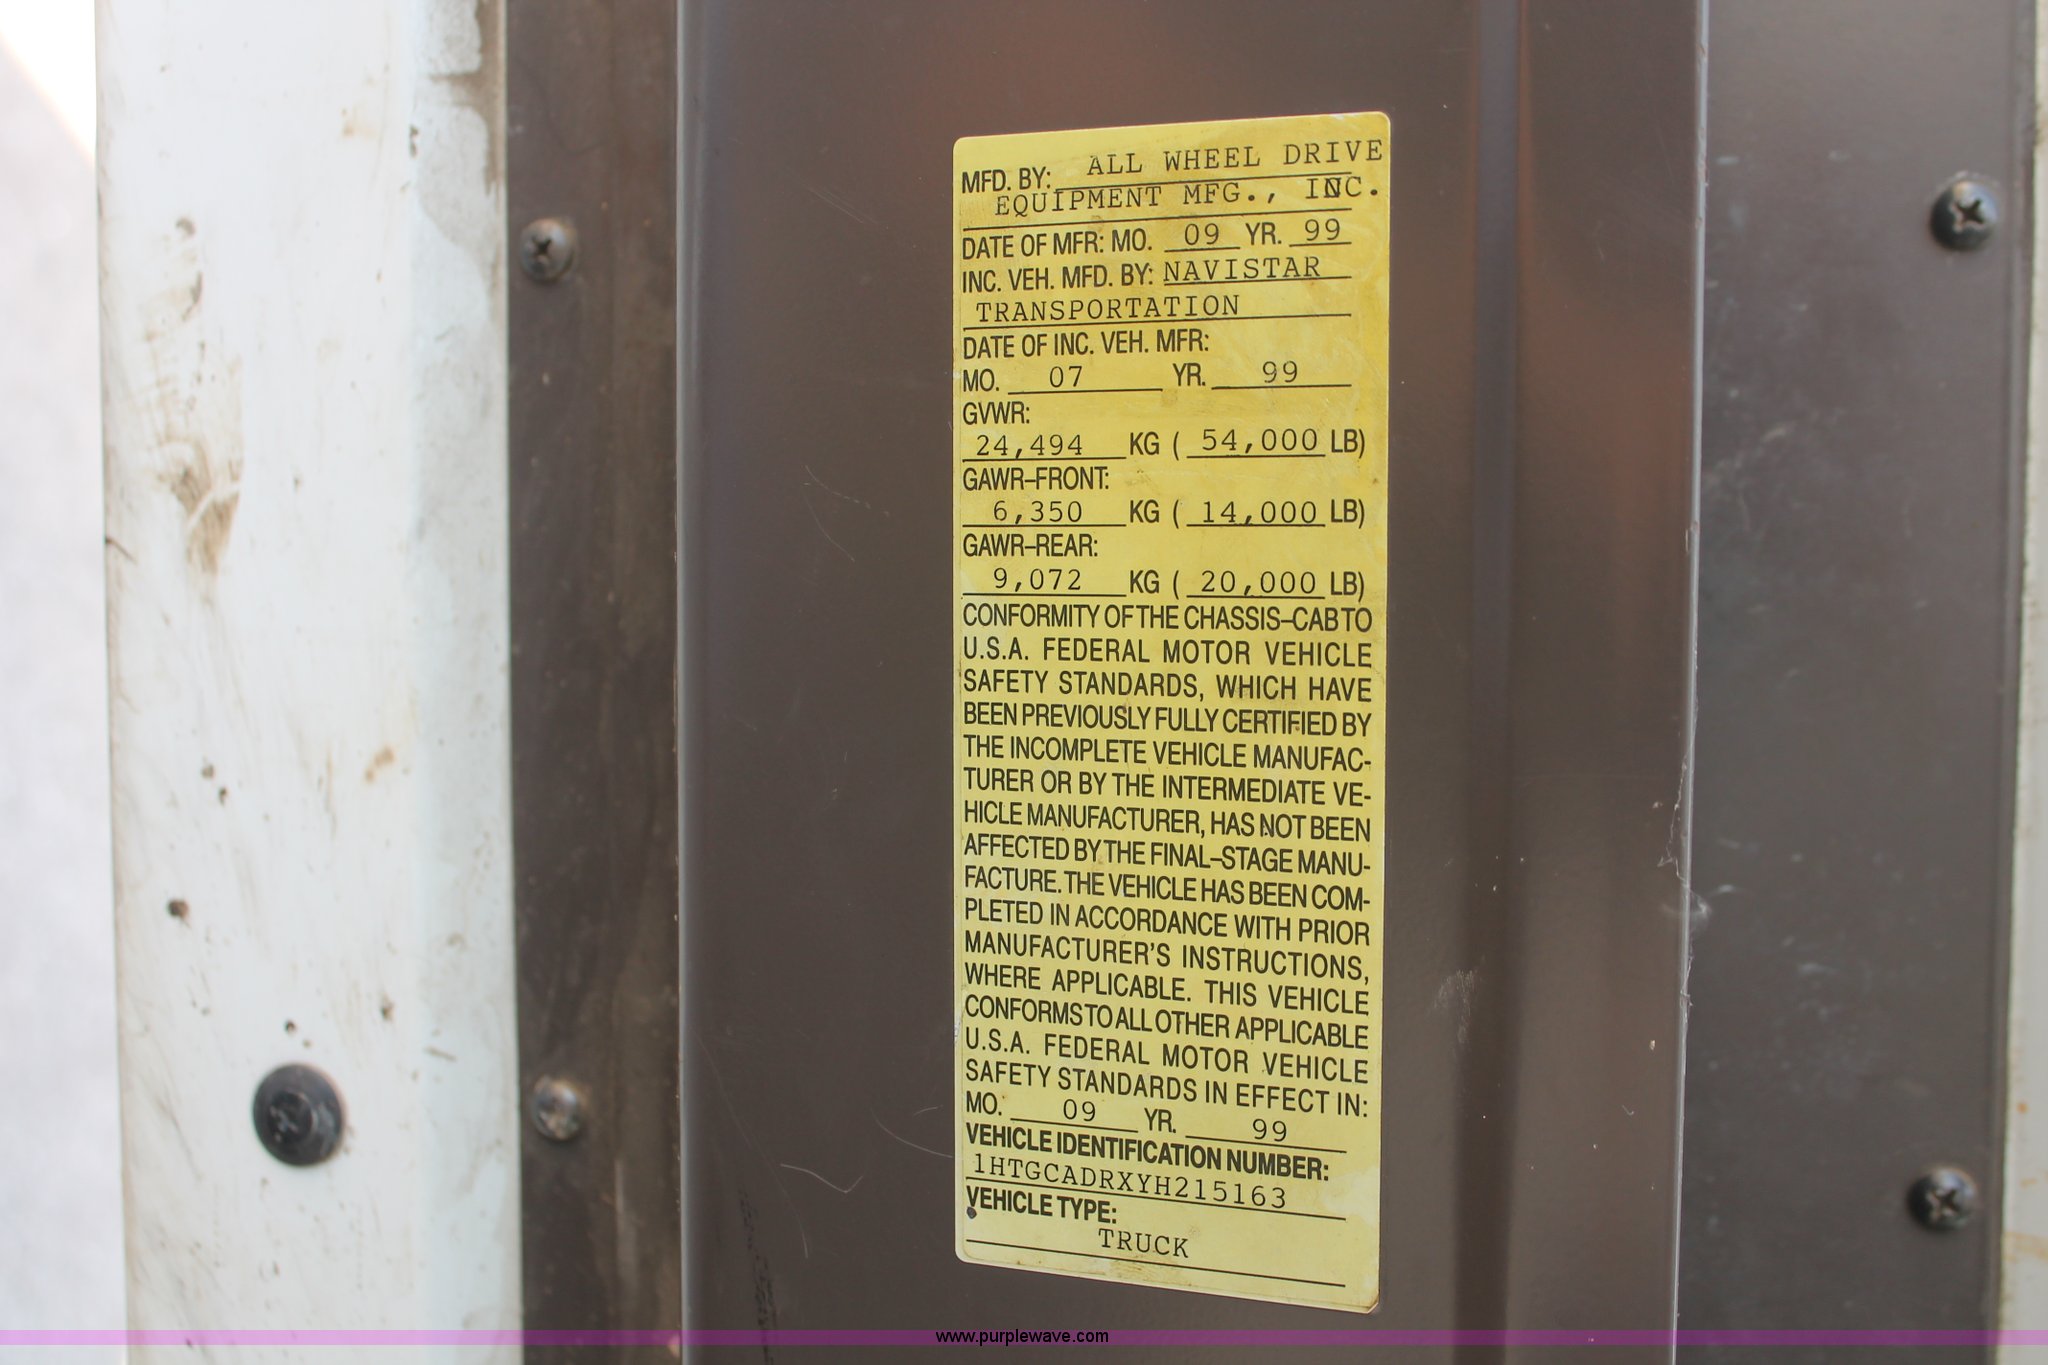 MFD. BY: ALL WHEEL DRIVE
EQUIPMENT MFG., INC.
DATE OF MFR: MO. 09 YR. 99
INC. VEH. MFD. BY: NAVISTAR
TRANSPORTATION
DATE OF INC. VEH. MFR:
MO. 07 YR. 99
GVWR:
24,494 KG ( 54,000 LB)
GAWR-FRONT:
6,350 KG ( 14,000 LB)
GAWR-REAR:
9,072 KG ( 20,000 LB)
CONFORMITY OF THE CHASSIS-CAB TO
U.S.A. FEDERAL MOTOR VEHICLE
SAFETY STANDARDS, WHICH HAVE
BEEN PREVIOUSLY FULLY CERTIFIED BY
THE INCOMPLETE VEHICLE MANUFAC-
TURER OR BY THE INTERMEDIATE VE-
HICLE MANUFACTURER, HAS NOT BEEN
AFFECTED BY THE FINAL-STAGE MANU-
FACTURE. THE VEHICLE HAS BEEN COM-
PLETED IN ACCORDANCE WITH PRIOR
MANUFACTURER'S INSTRUCTIONS,
WHERE APPLICABLE. THIS VEHICLE
CONFORMS TO ALL OTHER APPLICABLE
U.S.A. FEDERAL MOTOR VEHICLE
SAFETY STANDARDS IN EFFECT IN:
MO. 09 YR. 99
VEHICLE IDENTIFICATION NUMBER:
1HTGCADRXYH215163
VEHICLE TYPE:
TRUCK
www.purplewave.com